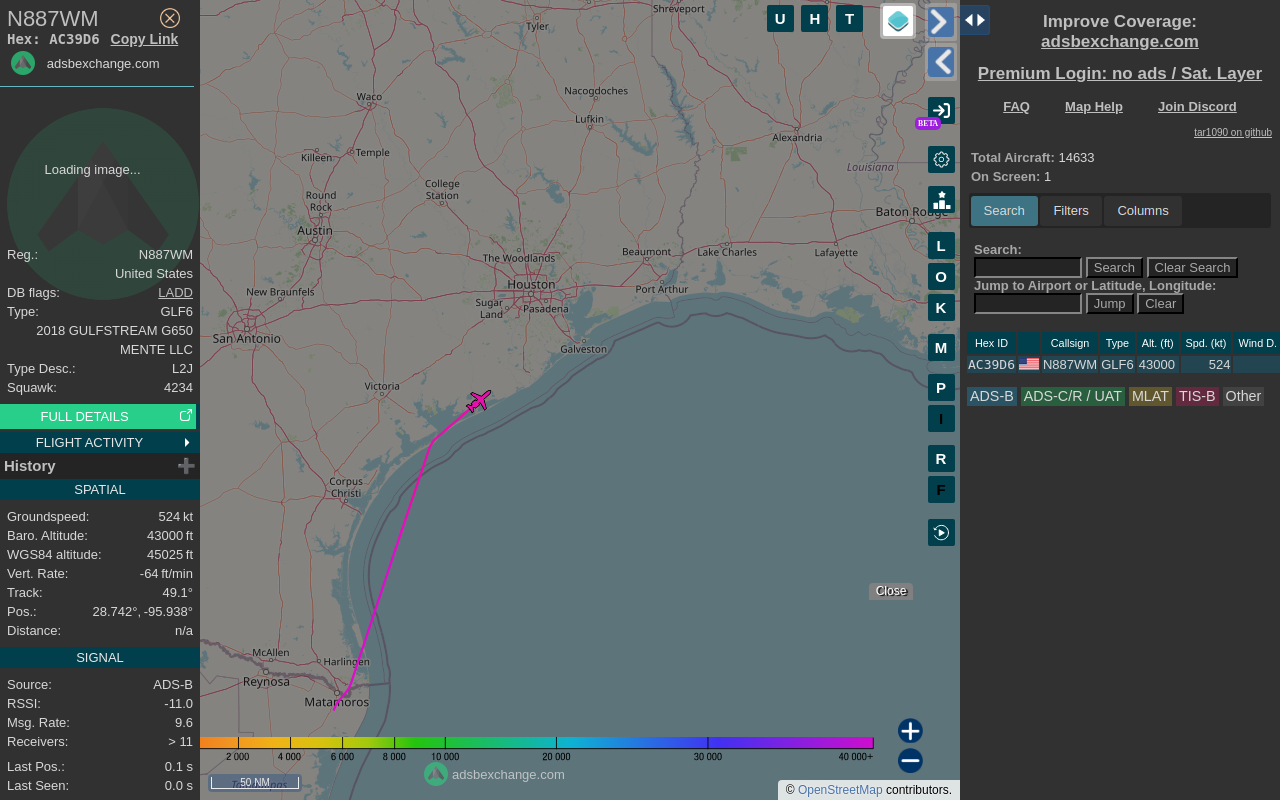 N887WM
Hex: AC39D6 Copy Link
adsbexchange.com
Loading image...
Reg.: N887WM
United States
DB flags: LADD
Type: GLF6
2018 GULFSTREAM G650
MENTE LLC
Type Desc.: L2J
Squawk: 4234
FULL DETAILS
FLIGHT ACTIVITY
History
SPATIAL
Groundspeed: 524 kt
Baro. Altitude: 43000 ft
WGS84 altitude: 45025 ft
Vert. Rate: -64 ft/min
Track: 49.1°
Pos.: 28.742°, -95.938°
Distance: n/a
SIGNAL
Source: ADS-B
RSSI: -11.0
Msg. Rate: 9.6
Receivers: > 11
Last Pos.: 0.1 s
Last Seen: 0.0 s
Shreveport
Tyler
Waco
Nacogdoches
Lufkin
Alexandria
Killeen
Temple
Louisiana
College
Station
Round
Rock
Austin
Baton Rouge
The Woodlands
Beaumont
Lake Charles
Lafayette
New Braunfels
Houston
Port Arthur
Sugar
Land
Pasadena
San Antonio
Galveston
Victoria
Corpus
Christi
McAllen
Harlingen
Reynosa
Matamoros
U H T
BETA
L
O
K
M
P
I
R
F
Close
2 000 4 000 6 000 8 000 10 000 20 000 30 000 40 000+
50 NM
adsbexchange.com
© OpenStreetMap contributors.
Improve Coverage:
adsbexchange.com
Premium Login: no ads / Sat. Layer
FAQ Map Help Join Discord
tar1090 on github
Total Aircraft: 14633
On Screen: 1
Search Filters Columns
Search:
Search Clear Search
Jump to Airport or Latitude, Longitude:
Jump Clear
Hex ID Callsign Type Alt. (ft) Spd. (kt) Wind D.
AC39D6 N887WM GLF6 43000 524
ADS-B ADS-C/R / UAT MLAT TIS-B Other